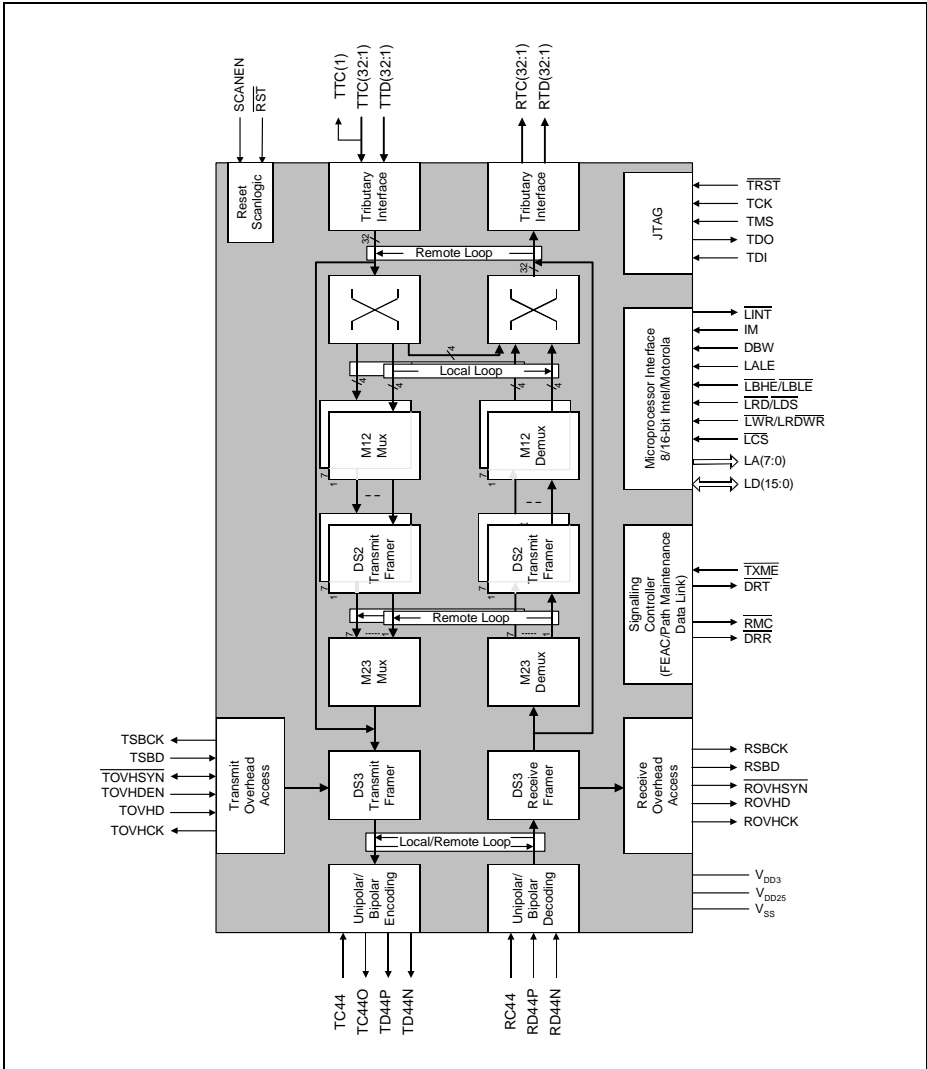 SCANEN
RST
TTC(1)
TTC(32:1)
TTD(32:1)
RTC(32:1)
RTD(32:1)
Reset
Scanlogic
Tributary
Interface
Tributary
Interface
JTAG
TRST
TCK
TMS
TDO
TDI
32
Remote Loop
32
4
4
4
Local Loop
4
4
Microprocessor Interface
8/16-bit Intel/Motorola
LINT
IM
DBW
LALE
LBHE/LBLE
LRD/LDS
LWR/LRDWR
LCS
LA(7:0)
LD(15:0)
M12
Mux
7
1
M12
Demux
7
1
DS2
Transmit
Framer
7
1
DS2
Transmit
Framer
7
1
Signalling
Controller
(FEAC/Path Maintenance
Data Link)
TXME
DRT
RMC
DRR
Remote Loop
7
1
7
1
M23
Mux
M23
Demux
TSBCK
TSBD
TOVHSYN
TOVHDEN
TOVHD
TOVHCK
Transmit
Overhead
Access
DS3
Transmit
Framer
DS3
Receive
Framer
Receive
Overhead
Access
RSBCK
RSBD
ROVHSYN
ROVHD
ROVHCK
Local/Remote Loop
Unipolar/
Bipolar
Encoding
Unipolar/
Bipolar
Decoding
VDD3
VDD25
VSS
TC44
TC44O
TD44P
TD44N
RC44
RD44P
RD44N